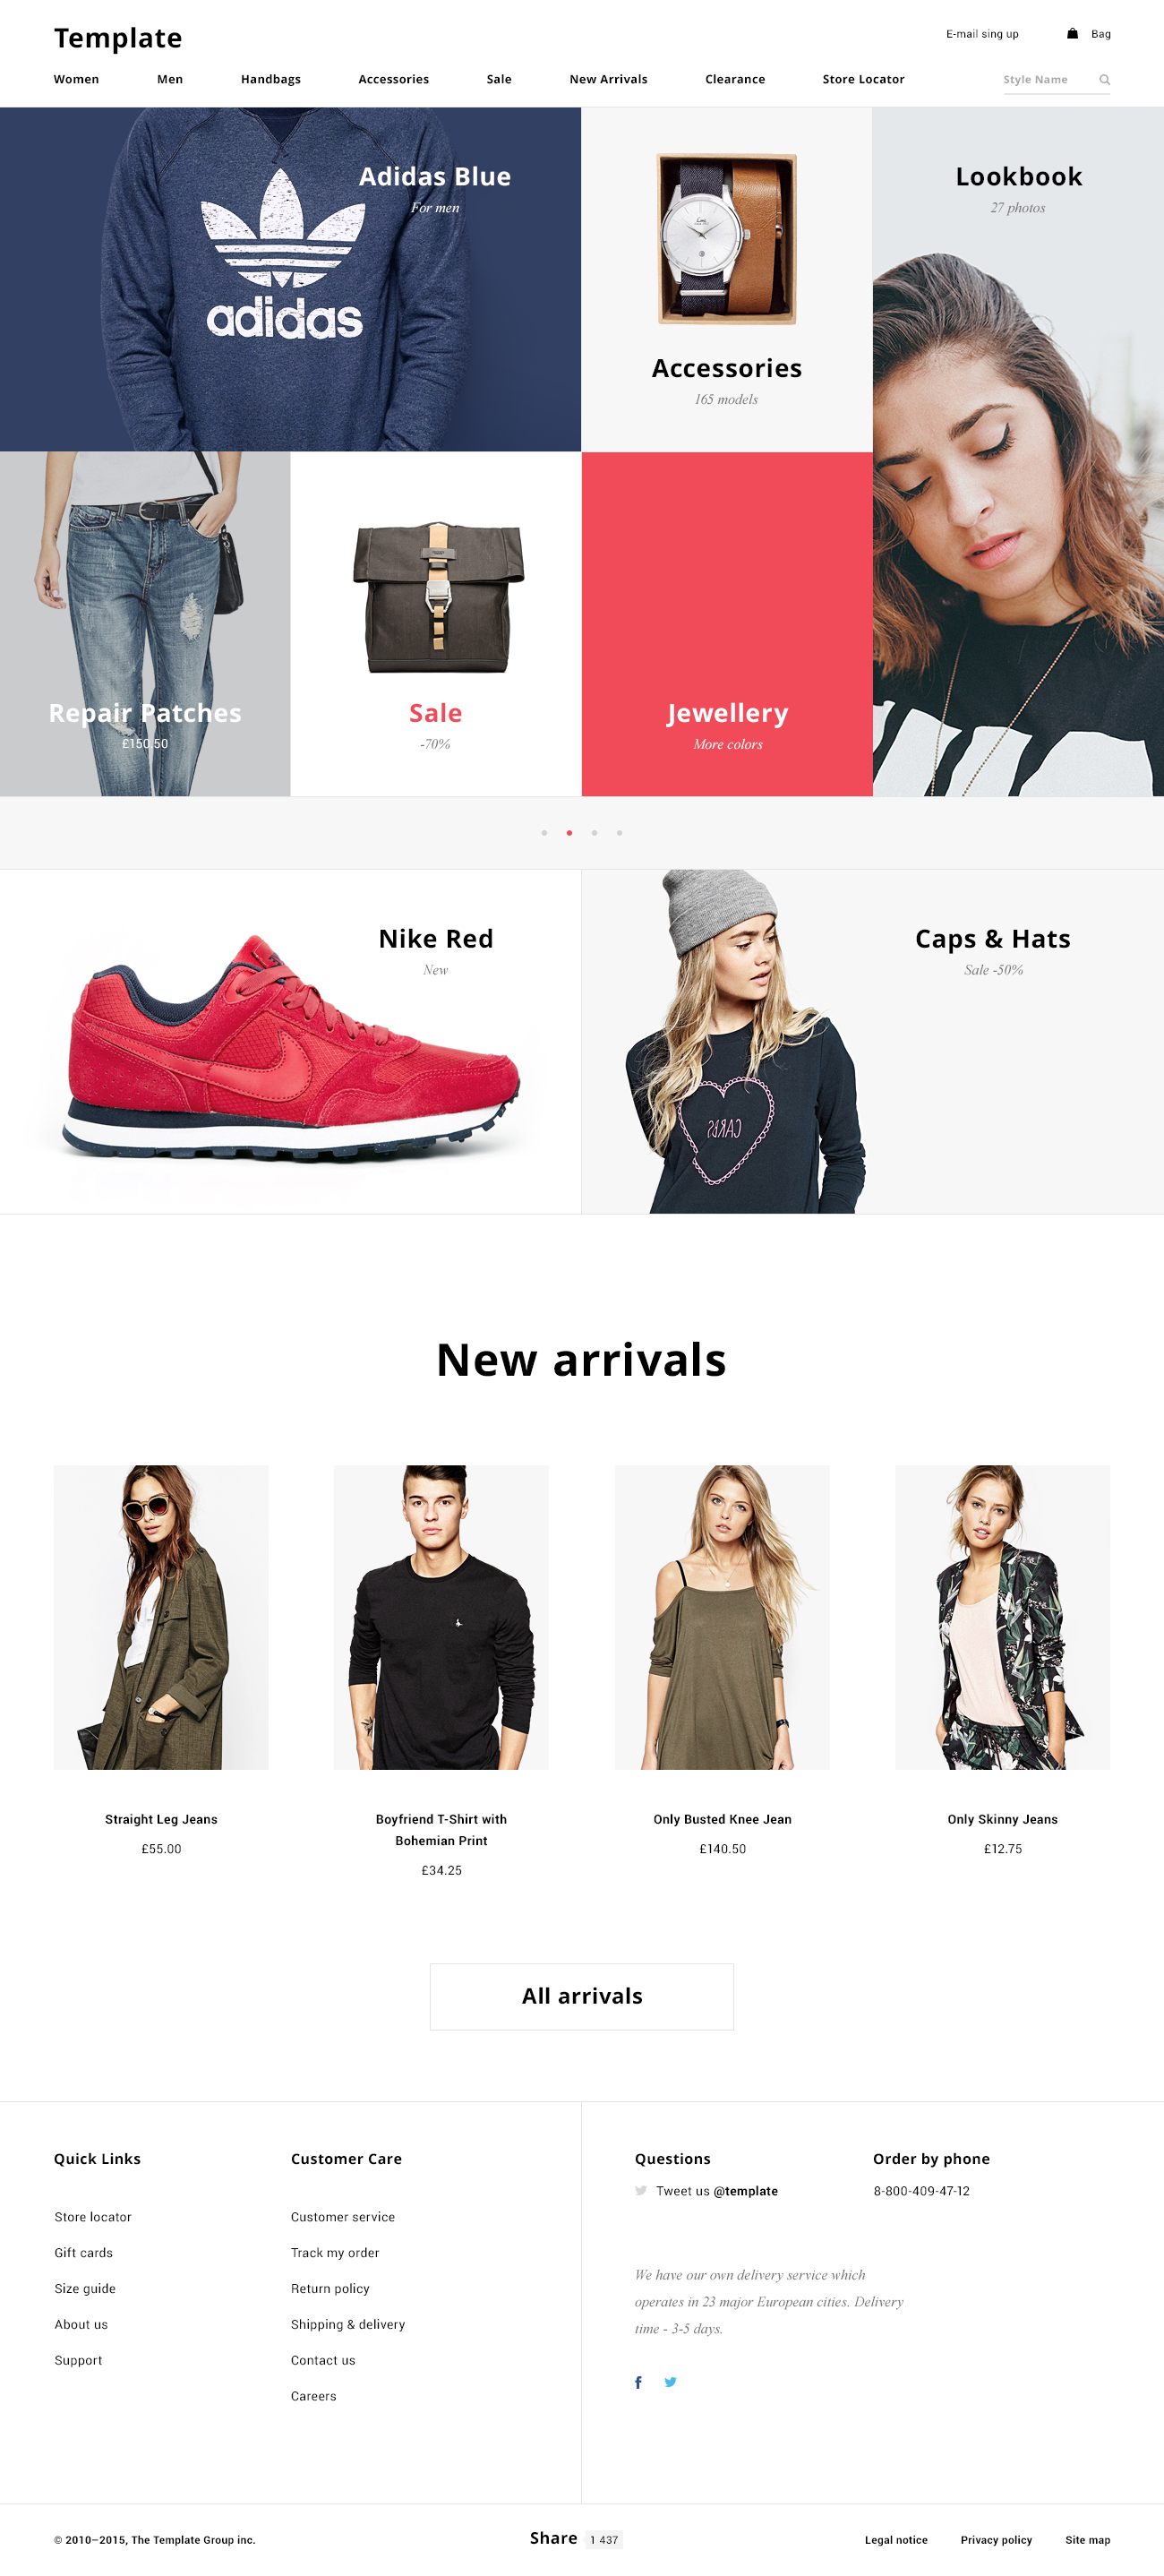 Template
E-mail sing up
Bag
Women
Men
Handbags
Accessories
Sale
New Arrivals
Clearance
Store Locator
Style Name
Adidas Blue
For men
adidas
Accessories
165 models
Lookbook
27 photos
Repair Patches
£150.50
Sale
-70%
Jewellery
More colors
Nike Red
New
Caps & Hats
Sale -50%
New arrivals
Straight Leg Jeans
£55.00
Boyfriend T-Shirt with
Bohemian Print
£34.25
Only Busted Knee Jean
£140.50
Only Skinny Jeans
£12.75
All arrivals
Quick Links
Store locator
Gift cards
Size guide
About us
Support
Customer Care
Customer service
Track my order
Return policy
Shipping & delivery
Contact us
Careers
Questions
Tweet us @template
Order by phone
8-800-409-47-12
We have our own delivery service which
operates in 23 major European cities. Delivery
time - 3-5 days.
© 2010–2015, The Template Group inc.
Share 1 437
Legal notice
Privacy policy
Site map